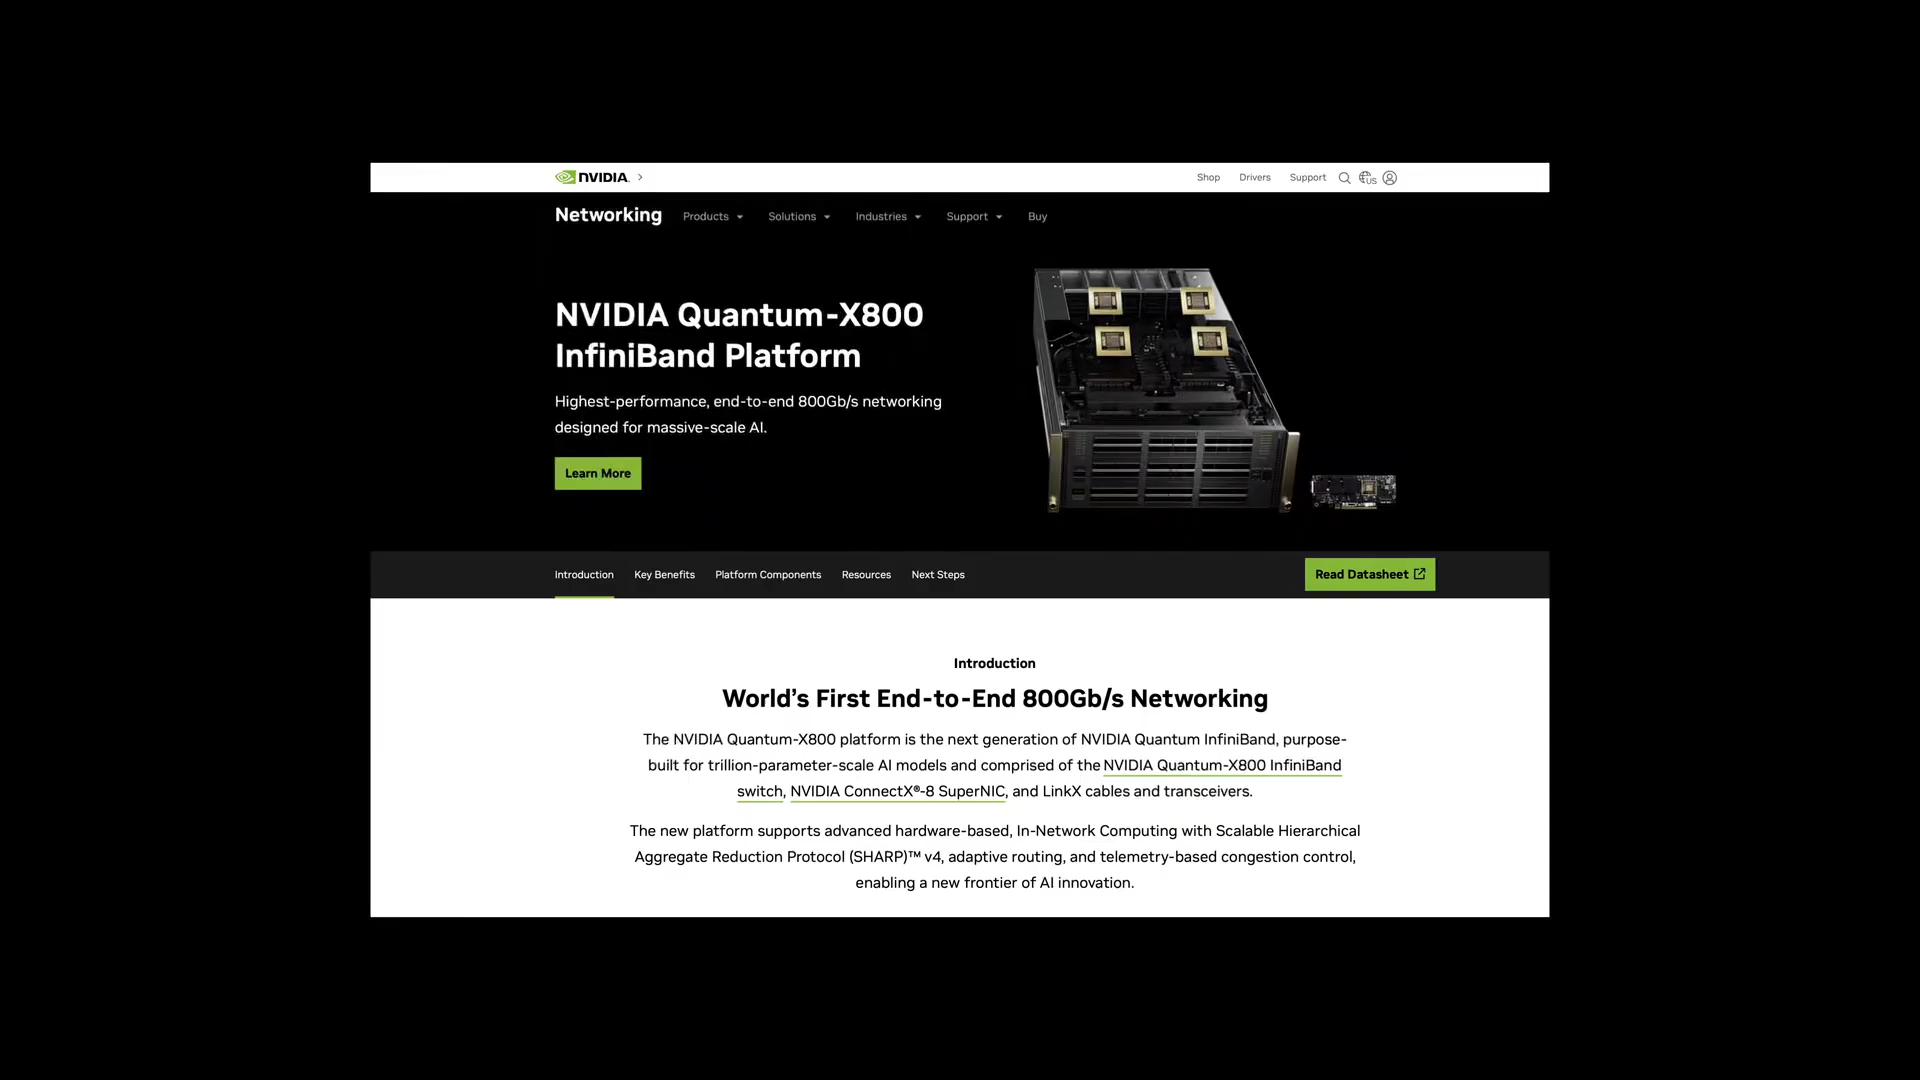 NVIDIA
Shop Drivers Support US
Networking Products Solutions Industries Support Buy
NVIDIA Quantum-X800
InfiniBand Platform
Highest-performance, end-to-end 800Gb/s networking
designed for massive-scale AI.
Learn More
Introduction Key Benefits Platform Components Resources Next Steps Read Datasheet
Introduction
World’s First End-to-End 800Gb/s Networking
The NVIDIA Quantum-X800 platform is the next generation of NVIDIA Quantum InfiniBand, purpose-
built for trillion-parameter-scale AI models and comprised of the NVIDIA Quantum-X800 InfiniBand
switch, NVIDIA ConnectX®-8 SuperNIC, and LinkX cables and transceivers.
The new platform supports advanced hardware-based, In-Network Computing with Scalable Hierarchical
Aggregate Reduction Protocol (SHARP)™ v4, adaptive routing, and telemetry-based congestion control,
enabling a new frontier of AI innovation.